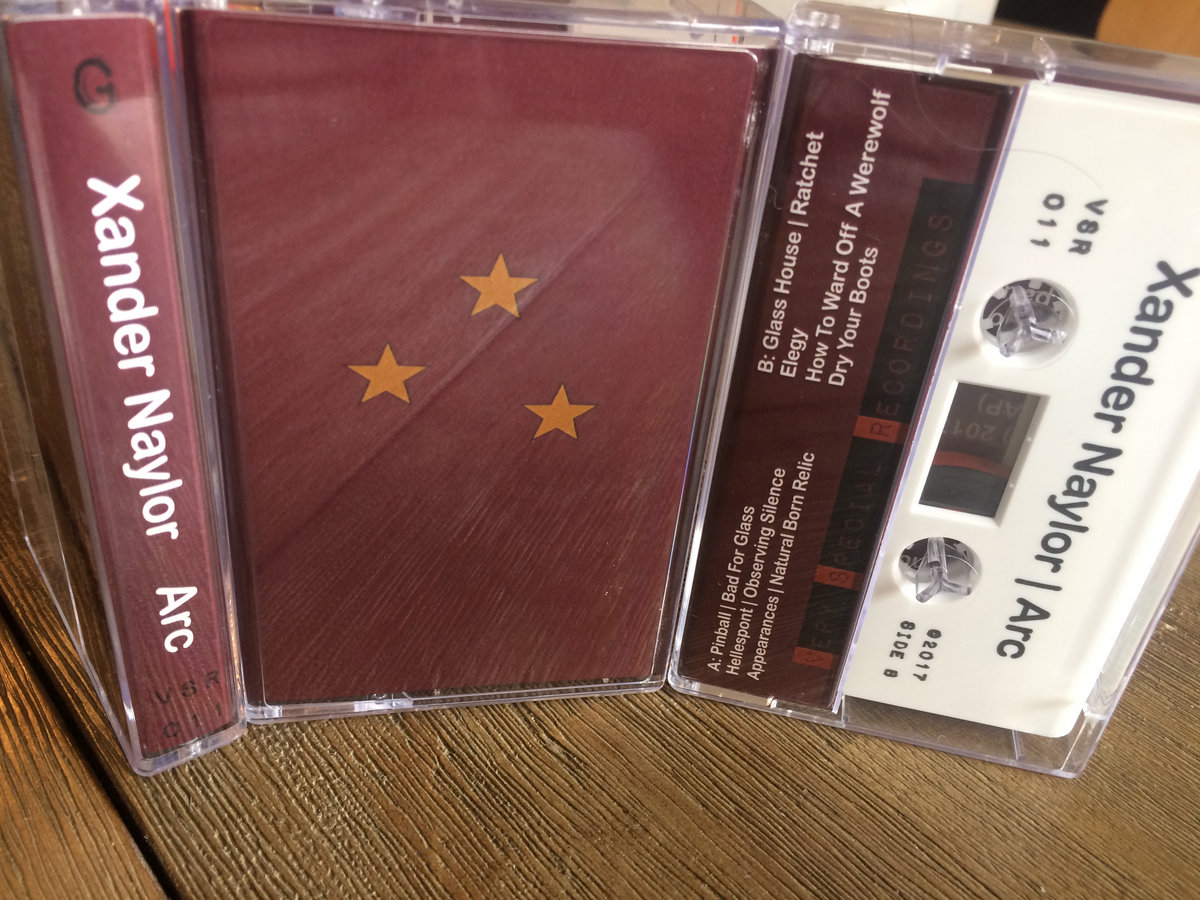 G
Xander Naylor Arc
VSR
011
B: Glass House | Ratchet
Elegy
How To Ward Off A Werewolf
Dry Your Boots
A: Pinball | Bad For Glass
Hellespont | Observing Silence
Appearances | Natural Born Relic
VERY SPECIAL RECORDINGS
VSR
011
Xander Naylor | Arc
©2017
SIDE B